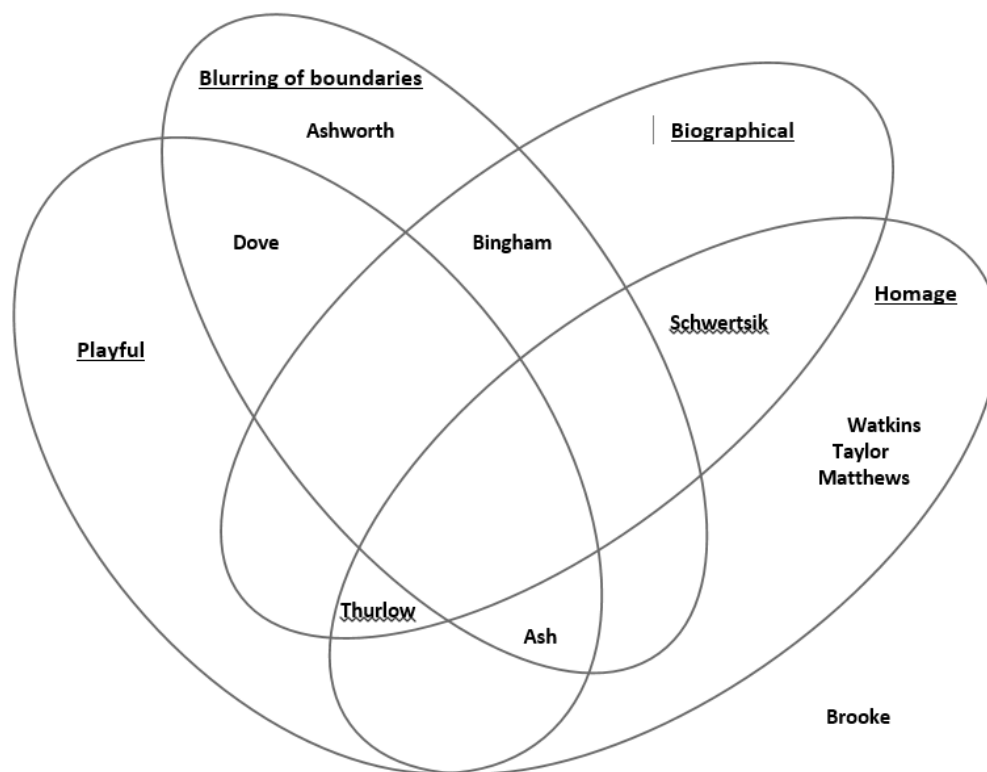 Blurring of boundaries
Ashworth
Biographical
Dove
Bingham
Homage
Schwertsik
Playful
Watkins
Taylor
Matthews
Thurlow
Ash
Brooke